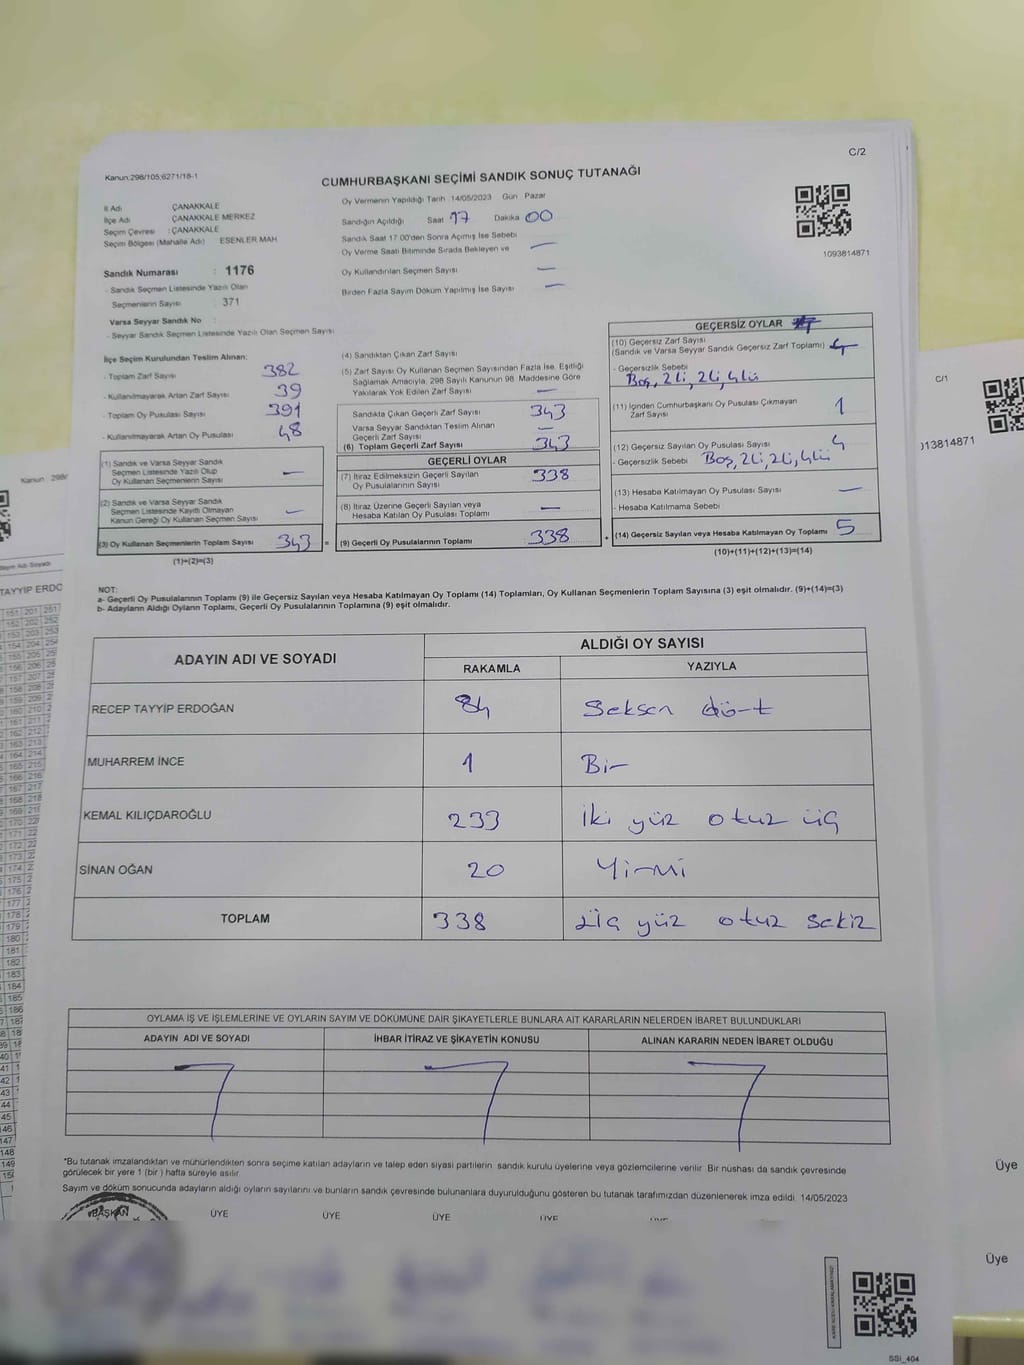 C/2
Kanun:298/105;6271/18-1
CUMHURBAŞKANI SEÇİMİ SANDIK SONUÇ TUTANAĞI
İl Adı ÇANAKKALE
İlçe Adı ÇANAKKALE MERKEZ
Seçim Çevresi :ÇANAKKALE
Seçim Bölgesi (Mahalle Adı) ESENLER MAH
Sandık Numarası : 1176
- Sandık Seçmen Listesinde Yazılı Olan
Seçmenlerin Sayısı : 371
Varsa Seyyar Sandık No
- Seyyar Sandık Seçmen Listesinde Yazılı Olan Seçmen Sayısı
Oy Vermenin Yapıldığı Tarih 14/05/2023 Gün Pazar
Sandığın Açıldığı Saat 17 Dakika 00
Sandık Saat 17.00'den Sonra Açımış İse Sebebi
Oy Verme Saati Bitiminde Sırada Bekleyen ve —
Oy Kullandırılan Seçmen Sayısı —
Birden Fazla Sayım Döküm Yapılmış İse Sayısı —
1093814871
İlçe Seçim Kurulundan Teslim Alınan:
- Toplam Zarf Sayısı 382
- Kullanılmayarak Artan Zarf Sayısı 39
- Toplam Oy Pusulası Sayısı 391
- Kullanılmayarak Artan Oy Pusulası 48
(1) Sandık ve Varsa Seyyar Sandık
Seçmen Listesinde Yazılı Olup
Oy Kullanan Seçmenlerin Sayısı —
(2) Sandık ve Varsa Seyyar Sandık
Seçmen Listesinde Kayıtlı Olmayan
Kanun Gereği Oy Kullanan Seçmen Sayısı —
(3) Oy Kullanan Seçmenlerin Toplam Sayısı 343 =
(1)+(2)=(3)
(4) Sandıktan Çıkan Zarf Sayısı
(5) Zarf Sayısı Oy Kullanan Seçmen Sayısından Fazla İse, Eşitliği
Sağlamak Amacıyla, 298 Sayılı Kanunun 98. Maddesine Göre
Yakılarak Yok Edilen Zarf Sayısı —
Sandıkta Çıkan Geçerli Zarf Sayısı 343
Varsa Seyyar Sandıktan Teslim Alınan
Geçerli Zarf Sayısı —
(6) Toplam Geçerli Zarf Sayısı 343
GEÇERLİ OYLAR
(7) İtiraz Edilmeksizin Geçerli Sayılan
Oy Pusulalarının Sayısı 338
(8) İtiraz Üzerine Geçerli Sayılan veya
Hesaba Katılan Oy Pusulası Toplamı —
(9) Geçerli Oy Pusulalarının Toplamı 338 +
GEÇERSİZ OYLAR
(10) Geçersiz Zarf Sayısı
(Sandık ve Varsa Seyyar Sandık Geçersiz Zarf Toplamı)
- Geçersizlik Sebebi
Boş, 2li, 2li, 4lü
(11) İçinden Cumhurbaşkanı Oy Pusulası Çıkmayan
Zarf Sayısı 1
(12) Geçersiz Sayılan Oy Pusulası Sayısı 4
- Geçersizlik Sebebi Boş, 2li, 2li, 4lü
(13) Hesaba Katılmayan Oy Pusulası Sayısı —
- Hesaba Katılmama Sebebi
(14) Geçersiz Sayılan veya Hesaba Katılmayan Oy Toplamı 5
(10)+(11)+(12)+(13)=(14)
NOT:
a- Geçerli Oy Pusulalarının Toplamı (9) ile Geçersiz Sayılan veya Hesaba Katılmayan Oy Toplamı (14) Toplamları, Oy Kullanan Seçmenlerin Toplam Sayısına (3) eşit olmalıdır. (9)+(14)=(3)
b- Adayların Aldığı Oyların Toplamı, Geçerli Oy Pusulalarının Toplamına (9) eşit olmalıdır.
ADAYIN ADI VE SOYADI ALDIĞI OY SAYISI
RAKAMLA YAZIYLA
RECEP TAYYİP ERDOĞAN 84 Seksen dört
MUHARREM İNCE 1 Bir
KEMAL KILIÇDAROĞLU 233 iki yüz otuz üç
SİNAN OĞAN 20 Yirmi
TOPLAM 338 Üç yüz otuz sekiz
OYLAMA İŞ VE İŞLEMLERİNE VE OYLARIN SAYIM VE DÖKÜMÜNE DAİR ŞİKAYETLERLE BUNLARA AİT KARARLARIN NELERDEN İBARET BULUNDUKLARI
ADAYIN ADI VE SOYADI İHBAR İTİRAZ VE ŞİKAYETİN KONUSU ALINAN KARARIN NEDEN İBARET OLDUĞU
*Bu tutanak imzalandıktan ve mühürlendikten sonra seçime katılan adayların ve talep eden siyasi partilerin sandık kurulu üyelerine veya gözlemcilerine verilir. Bir nüshası da sandık çevresinde
görülecek bir yere 1 (bir) hafta süreyle asılır.
Sayım ve döküm sonucunda adayların aldığı oyların sayılarını ve bunların sandık çevresinde bulunanlara duyurulduğunu gösteren bu tutanak tarafımızdan düzenlenerek imza edildi. 14/05/2023
BAŞKAN ÜYE ÜYE ÜYE ÜYE
SSİ_404
C/1
)13814871
Üye
Üye
Kanun 298/
TAYYİP ERDO